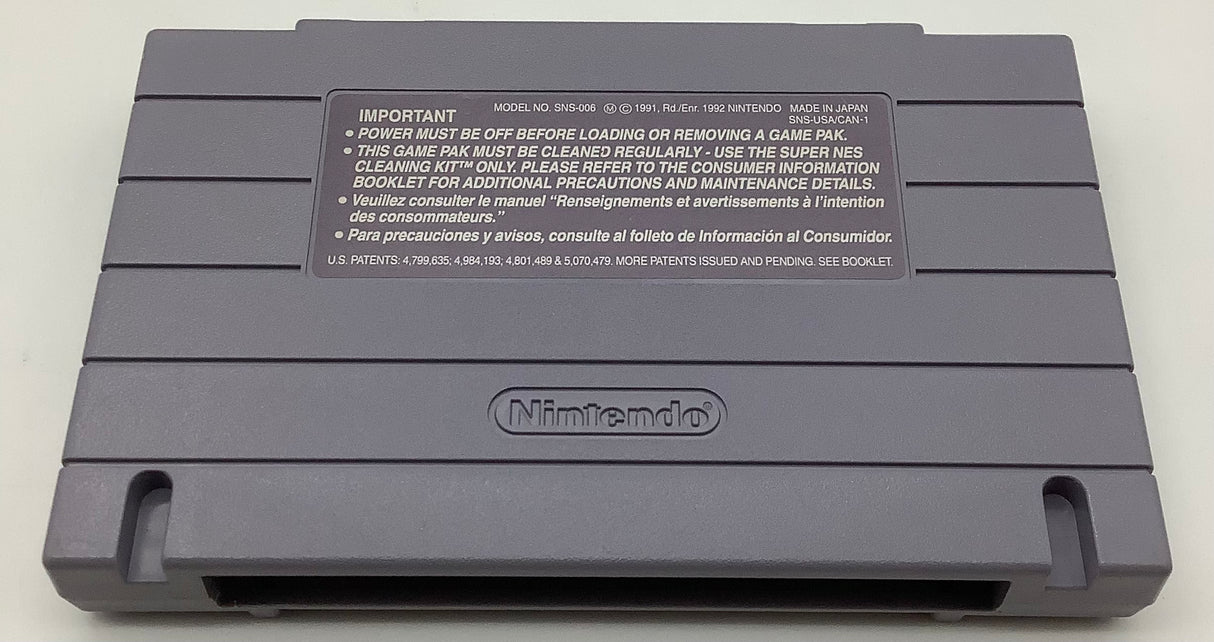 IMPORTANT MODEL NO. SNS-006 Ⓜ © 1991, Rd./Enr. 1992 NINTENDO MADE IN JAPAN
SNS-USA/CAN-1
• POWER MUST BE OFF BEFORE LOADING OR REMOVING A GAME PAK.
• THIS GAME PAK MUST BE CLEANED REGULARLY - USE THE SUPER NES
CLEANING KIT™ ONLY. PLEASE REFER TO THE CONSUMER INFORMATION
BOOKLET FOR ADDITIONAL PRECAUTIONS AND MAINTENANCE DETAILS.
• Veuillez consulter le manuel “Renseignements et avertissements à l’intention
des consommateurs.”
• Para precauciones y avisos, consulte al folleto de Información al Consumidor.
U.S. PATENTS: 4,799,635; 4,984,193; 4,801,489 & 5,070,479. MORE PATENTS ISSUED AND PENDING. SEE BOOKLET.
Nintendo®